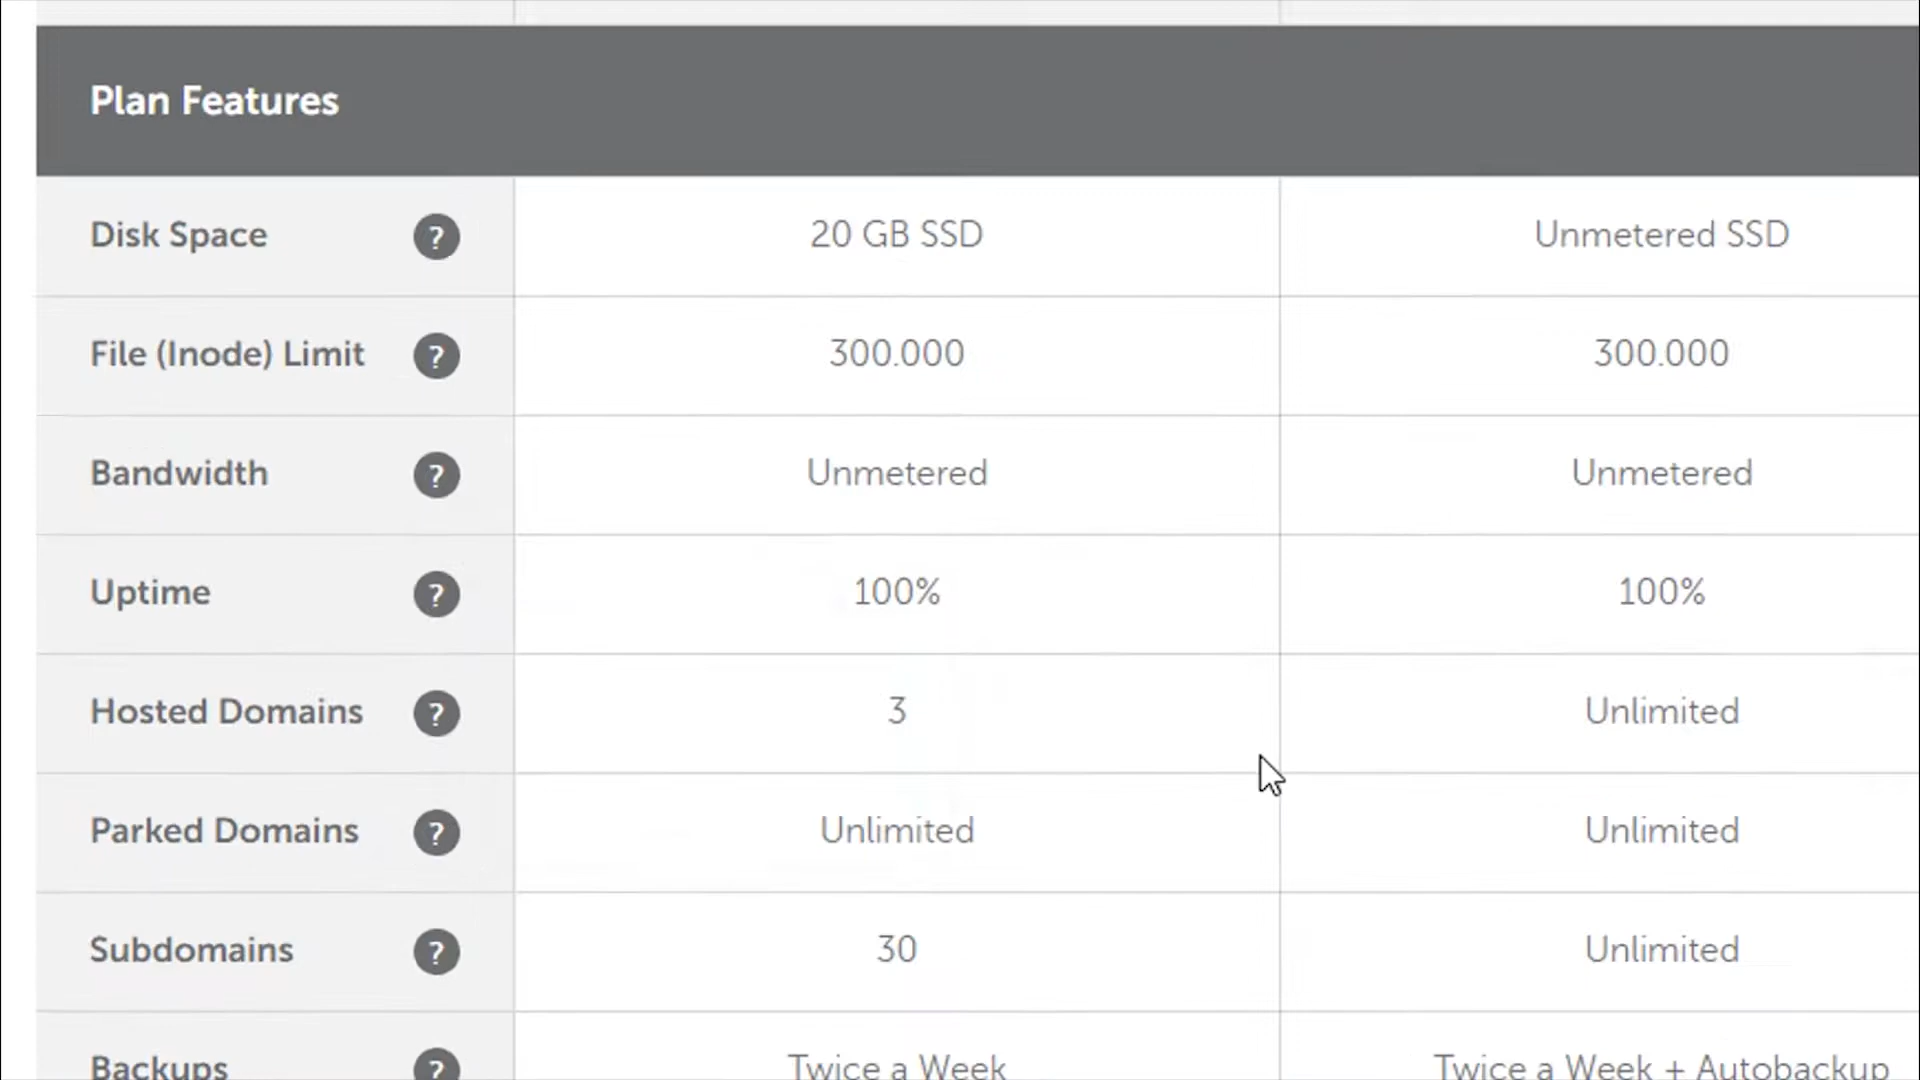 Plan Features
Disk Space ? 20 GB SSD Unmetered SSD
File (Inode) Limit ? 300.000 300.000
Bandwidth ? Unmetered Unmetered
Uptime ? 100% 100%
Hosted Domains ? 3 Unlimited
Parked Domains ? Unlimited Unlimited
Subdomains ? 30 Unlimited
Backups ? Twice a Week Twice a Week + Autobackup